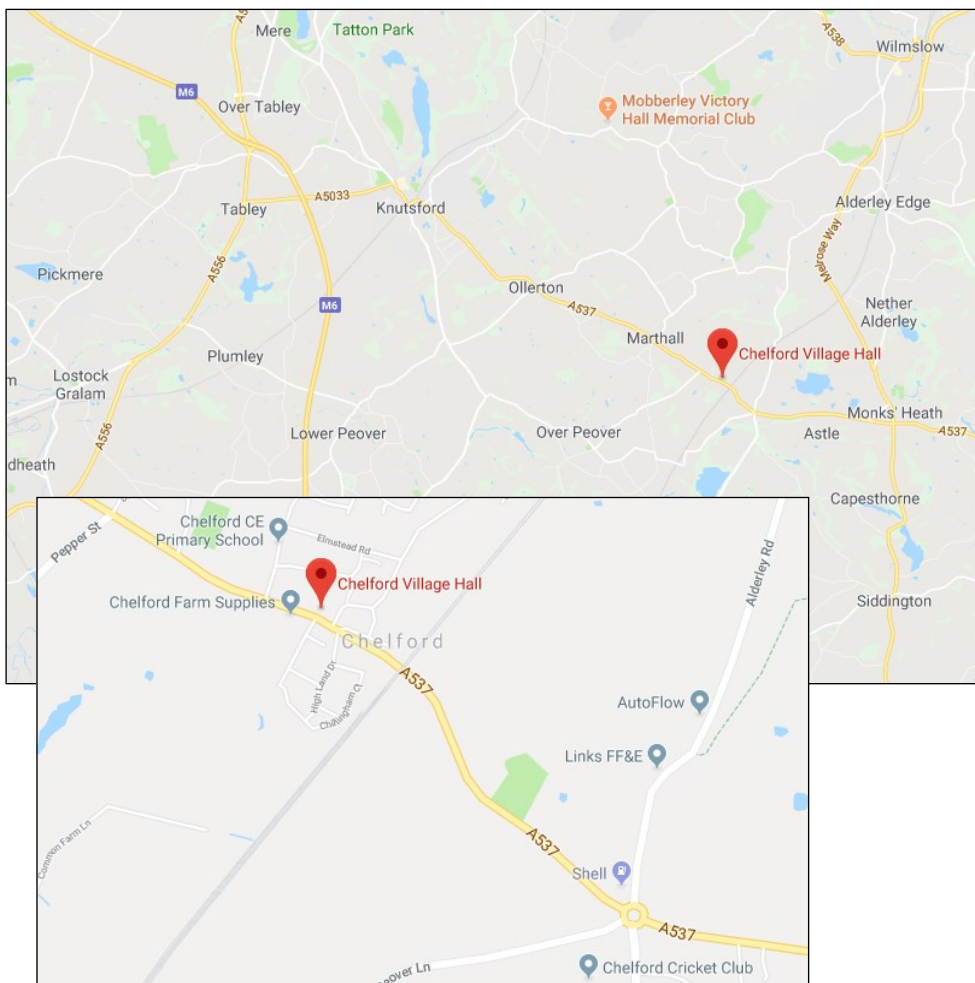 Mere
Tatton Park
A538
Wilmslow
M6
Over Tabley
Mobberley Victory
Hall Memorial Club
A5033
Tabley
Knutsford
Alderley Edge
Melrose Way
Pickmere
A556
Ollerton
M6
A537
Nether
Alderley
Marthall
Chelford Village Hall
Plumley
Lostock
Gralam
Monks' Heath
A537
A556
Lower Peover
Over Peover
Astle
dheath
Capesthorne
Siddington
Pepper St
Chelford CE
Primary School
Elmstead Rd
Chelford Village Hall
Chelford Farm Supplies
Chelford
Alderley Rd
High Land Dr
Chillingham Ct
A537
AutoFlow
Links FF&E
Common Farm Ln
A537
Shell
A537
eover Ln
Chelford Cricket Club